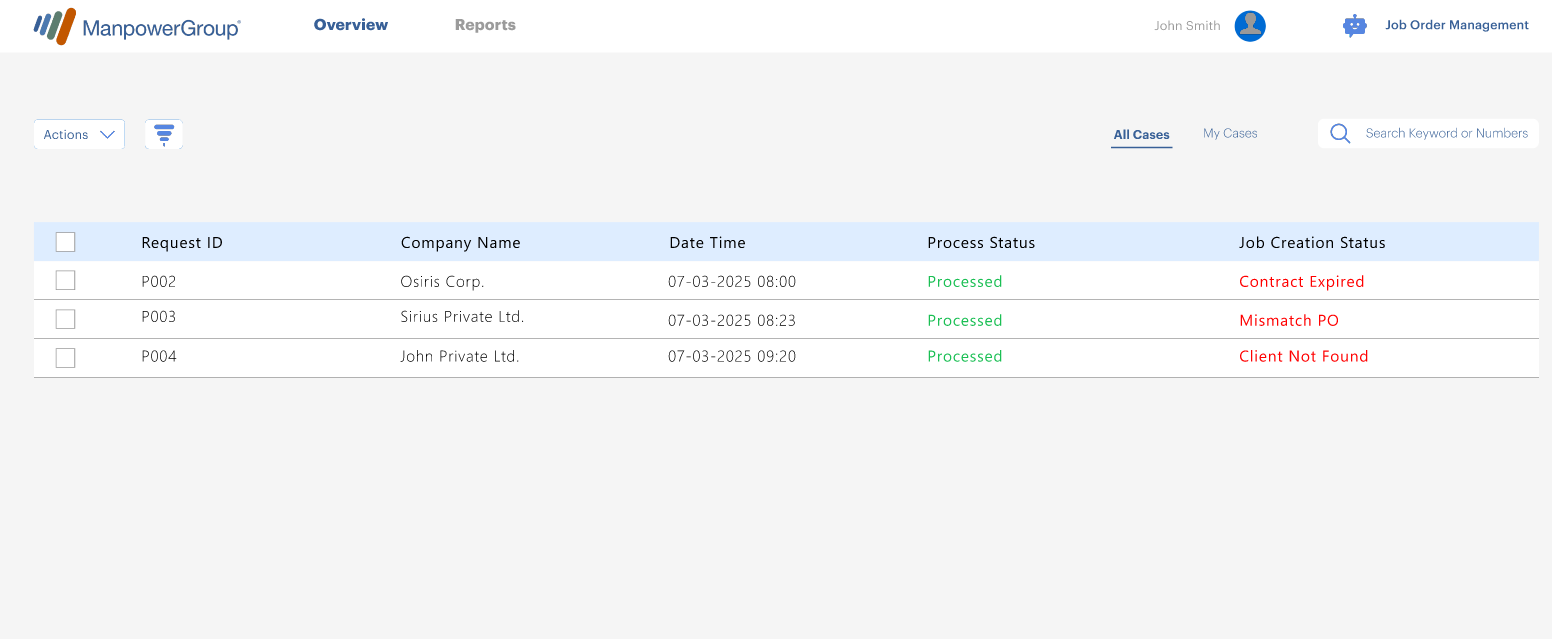 ManpowerGroup® Overview Reports John Smith Job Order Management
Actions All Cases My Cases Search Keyword or Numbers
Request ID Company Name Date Time Process Status Job Creation Status
P002 Osiris Corp. 07-03-2025 08:00 Processed Contract Expired
P003 Sirius Private Ltd. 07-03-2025 08:23 Processed Mismatch PO
P004 John Private Ltd. 07-03-2025 09:20 Processed Client Not Found